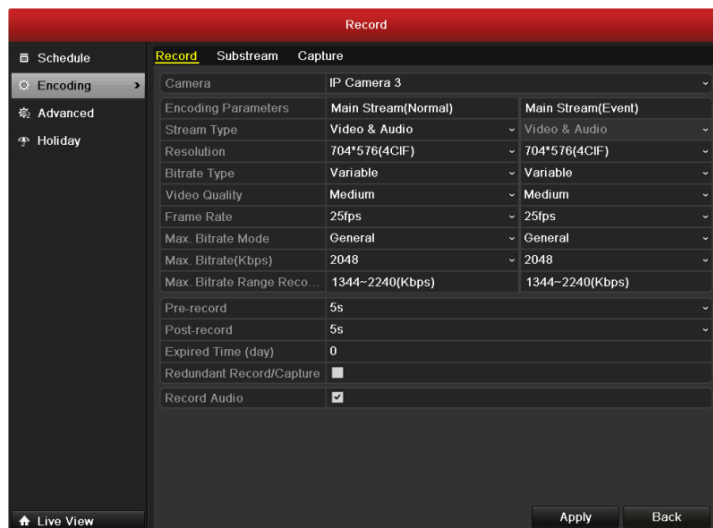 Record
Schedule
Encoding
Advanced
Holiday
Live View
Record Substream Capture
Camera IP Camera 3
Encoding Parameters Main Stream(Normal) Main Stream(Event)
Stream Type Video & Audio Video & Audio
Resolution 704*576(4CIF) 704*576(4CIF)
Bitrate Type Variable Variable
Video Quality Medium Medium
Frame Rate 25fps 25fps
Max. Bitrate Mode General General
Max. Bitrate(Kbps) 2048 2048
Max. Bitrate Range Reco... 1344~2240(Kbps) 1344~2240(Kbps)
Pre-record 5s
Post-record 5s
Expired Time (day) 0
Redundant Record/Capture
Record Audio
Apply Back